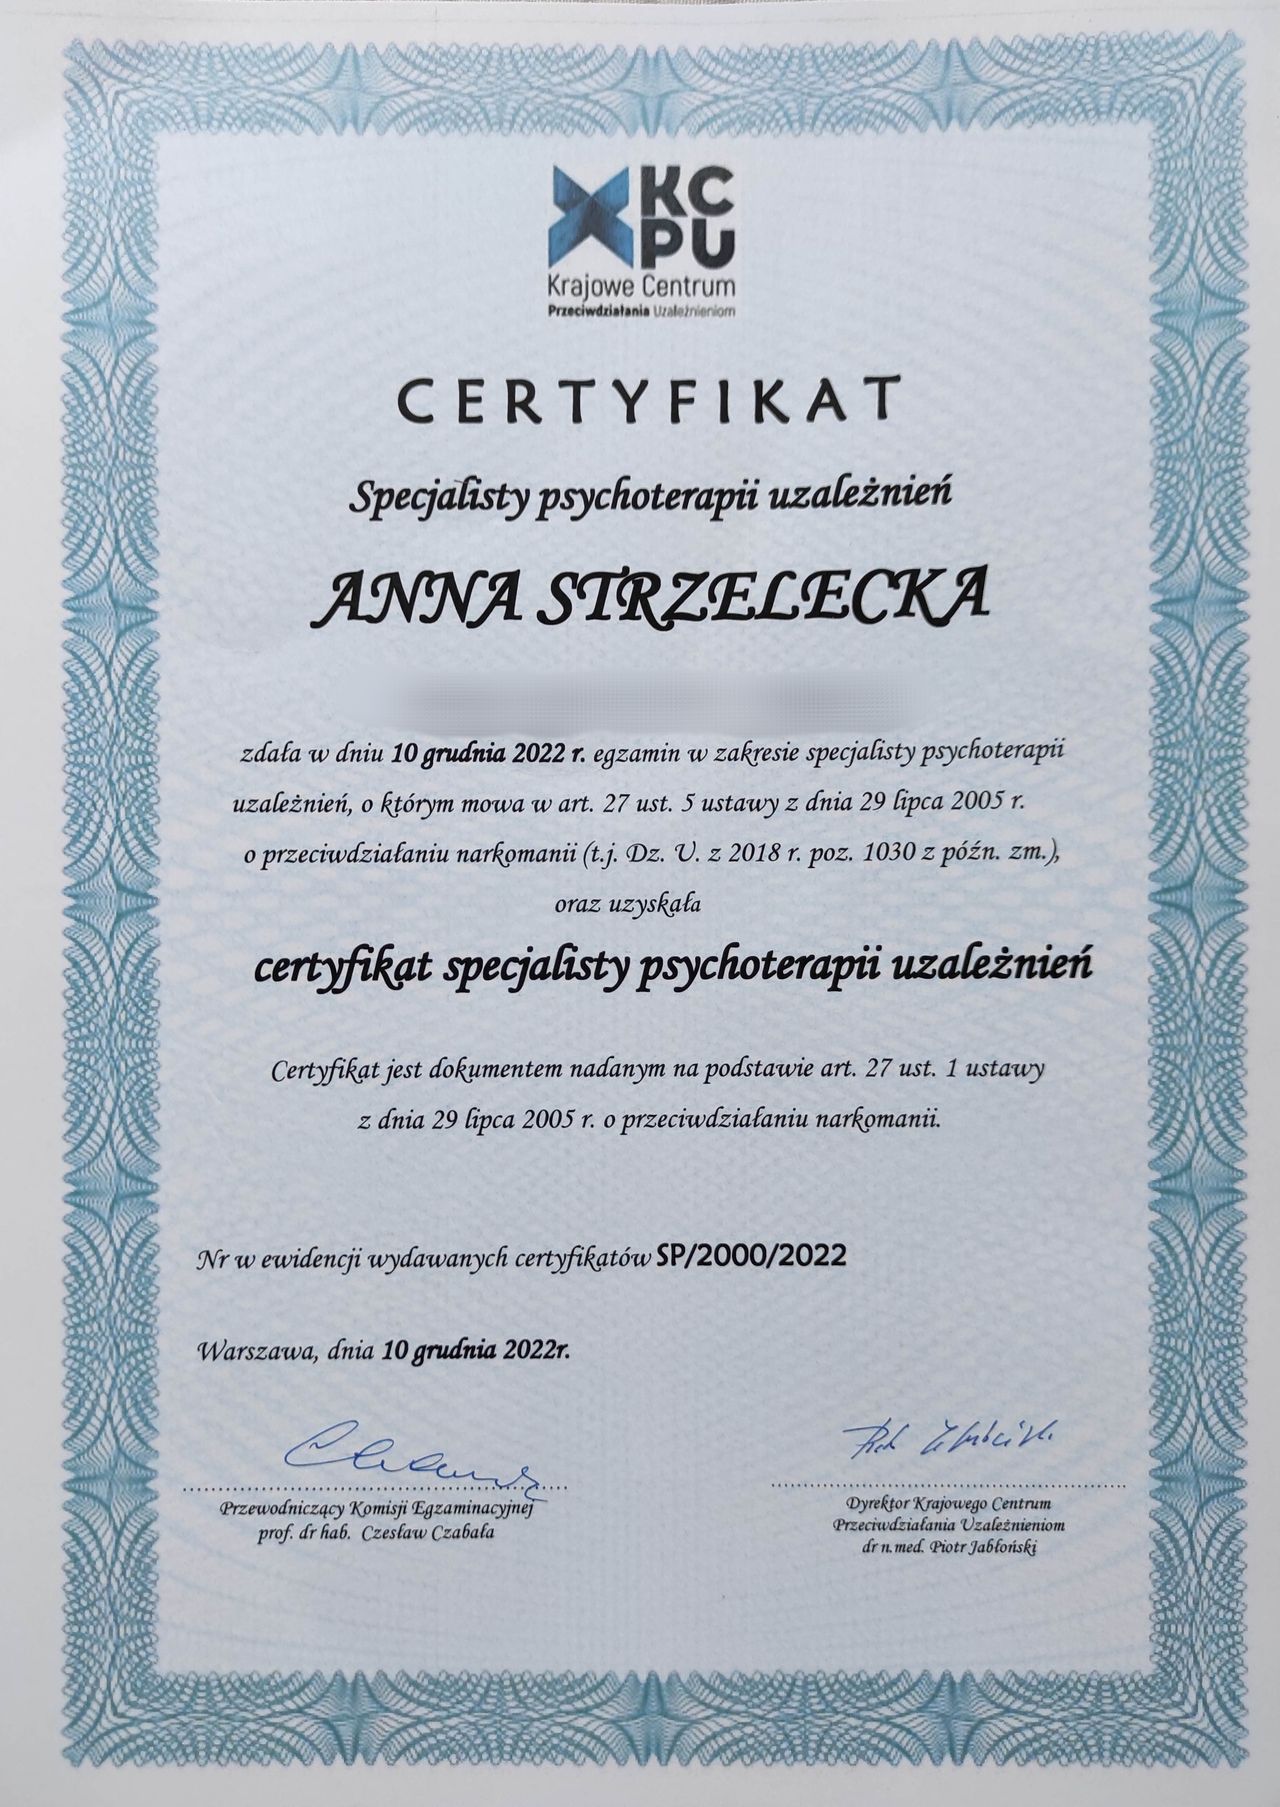 KC
PU
Krajowe Centrum
Przeciwdziałania Uzależnieniom
CERTYFIKAT
Specjalisty psychoterapii uzależnień
ANNA STRZELECKA
zdała w dniu 10 grudnia 2022 r. egzamin w zakresie specjalisty psychoterapii
uzależnień, o którym mowa w art. 27 ust. 5 ustawy z dnia 29 lipca 2005 r.
o przeciwdziałaniu narkomanii (t.j. Dz. U. z 2018 r. poz. 1030 z późn. zm.),
oraz uzyskała
certyfikat specjalisty psychoterapii uzależnień
Certyfikat jest dokumentem nadanym na podstawie art. 27 ust. 1 ustawy
z dnia 29 lipca 2005 r. o przeciwdziałaniu narkomanii.
Nr w ewidencji wydawanych certyfikatów SP/2000/2022
Warszawa, dnia 10 grudnia 2022r.
Przewodniczący Komisji Egzaminacyjnej
prof. dr hab. Czesław Czabała
Dyrektor Krajowego Centrum
Przeciwdziałania Uzależnieniom
dr n. med. Piotr Jabłoński